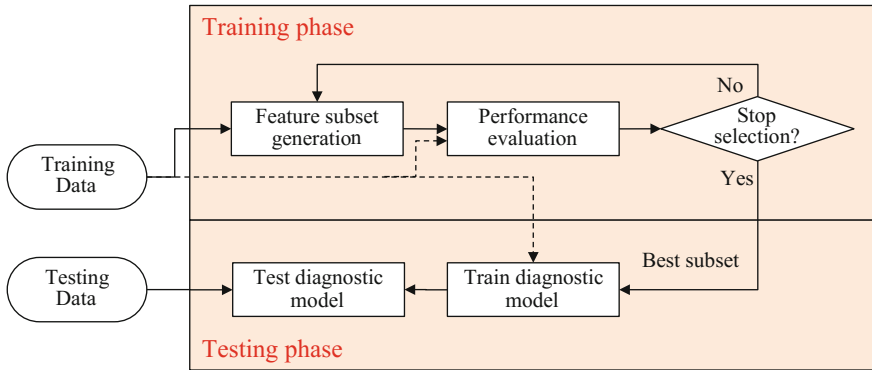 Training phase
No
Feature subset
generation
Performance
evaluation
Stop
selection?
Training
Data
Yes
Testing
Data
Test diagnostic
model
Train diagnostic
model
Best subset
Testing phase